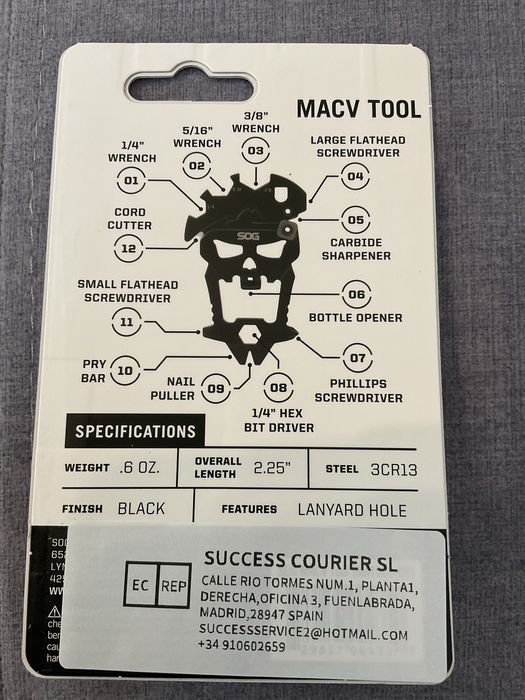 MACV TOOL
1/4"
WRENCH
01
5/16"
WRENCH
02
3/8"
WRENCH
03
LARGE FLATHEAD
SCREWDRIVER
04
05
CARBIDE
SHARPENER
06
BOTTLE OPENER
07
PHILLIPS
SCREWDRIVER
08
1/4" HEX
BIT DRIVER
NAIL
PULLER
09
PRY
BAR
10
SMALL FLATHEAD
SCREWDRIVER
11
CORD
CUTTER
12
SOG
SPECIFICATIONS
WEIGHT .6 OZ. OVERALL LENGTH 2.25" STEEL 3CR13
FINISH BLACK FEATURES LANYARD HOLE
EC REP
SUCCESS COURIER SL
CALLE RIO TORMES NUM.1, PLANTA1,
DERECHA,OFICINA 3, FUENLABRADA,
MADRID,28947 SPAIN
SUCCESSSERVICE2@HOTMAIL.COM
+34 910602659